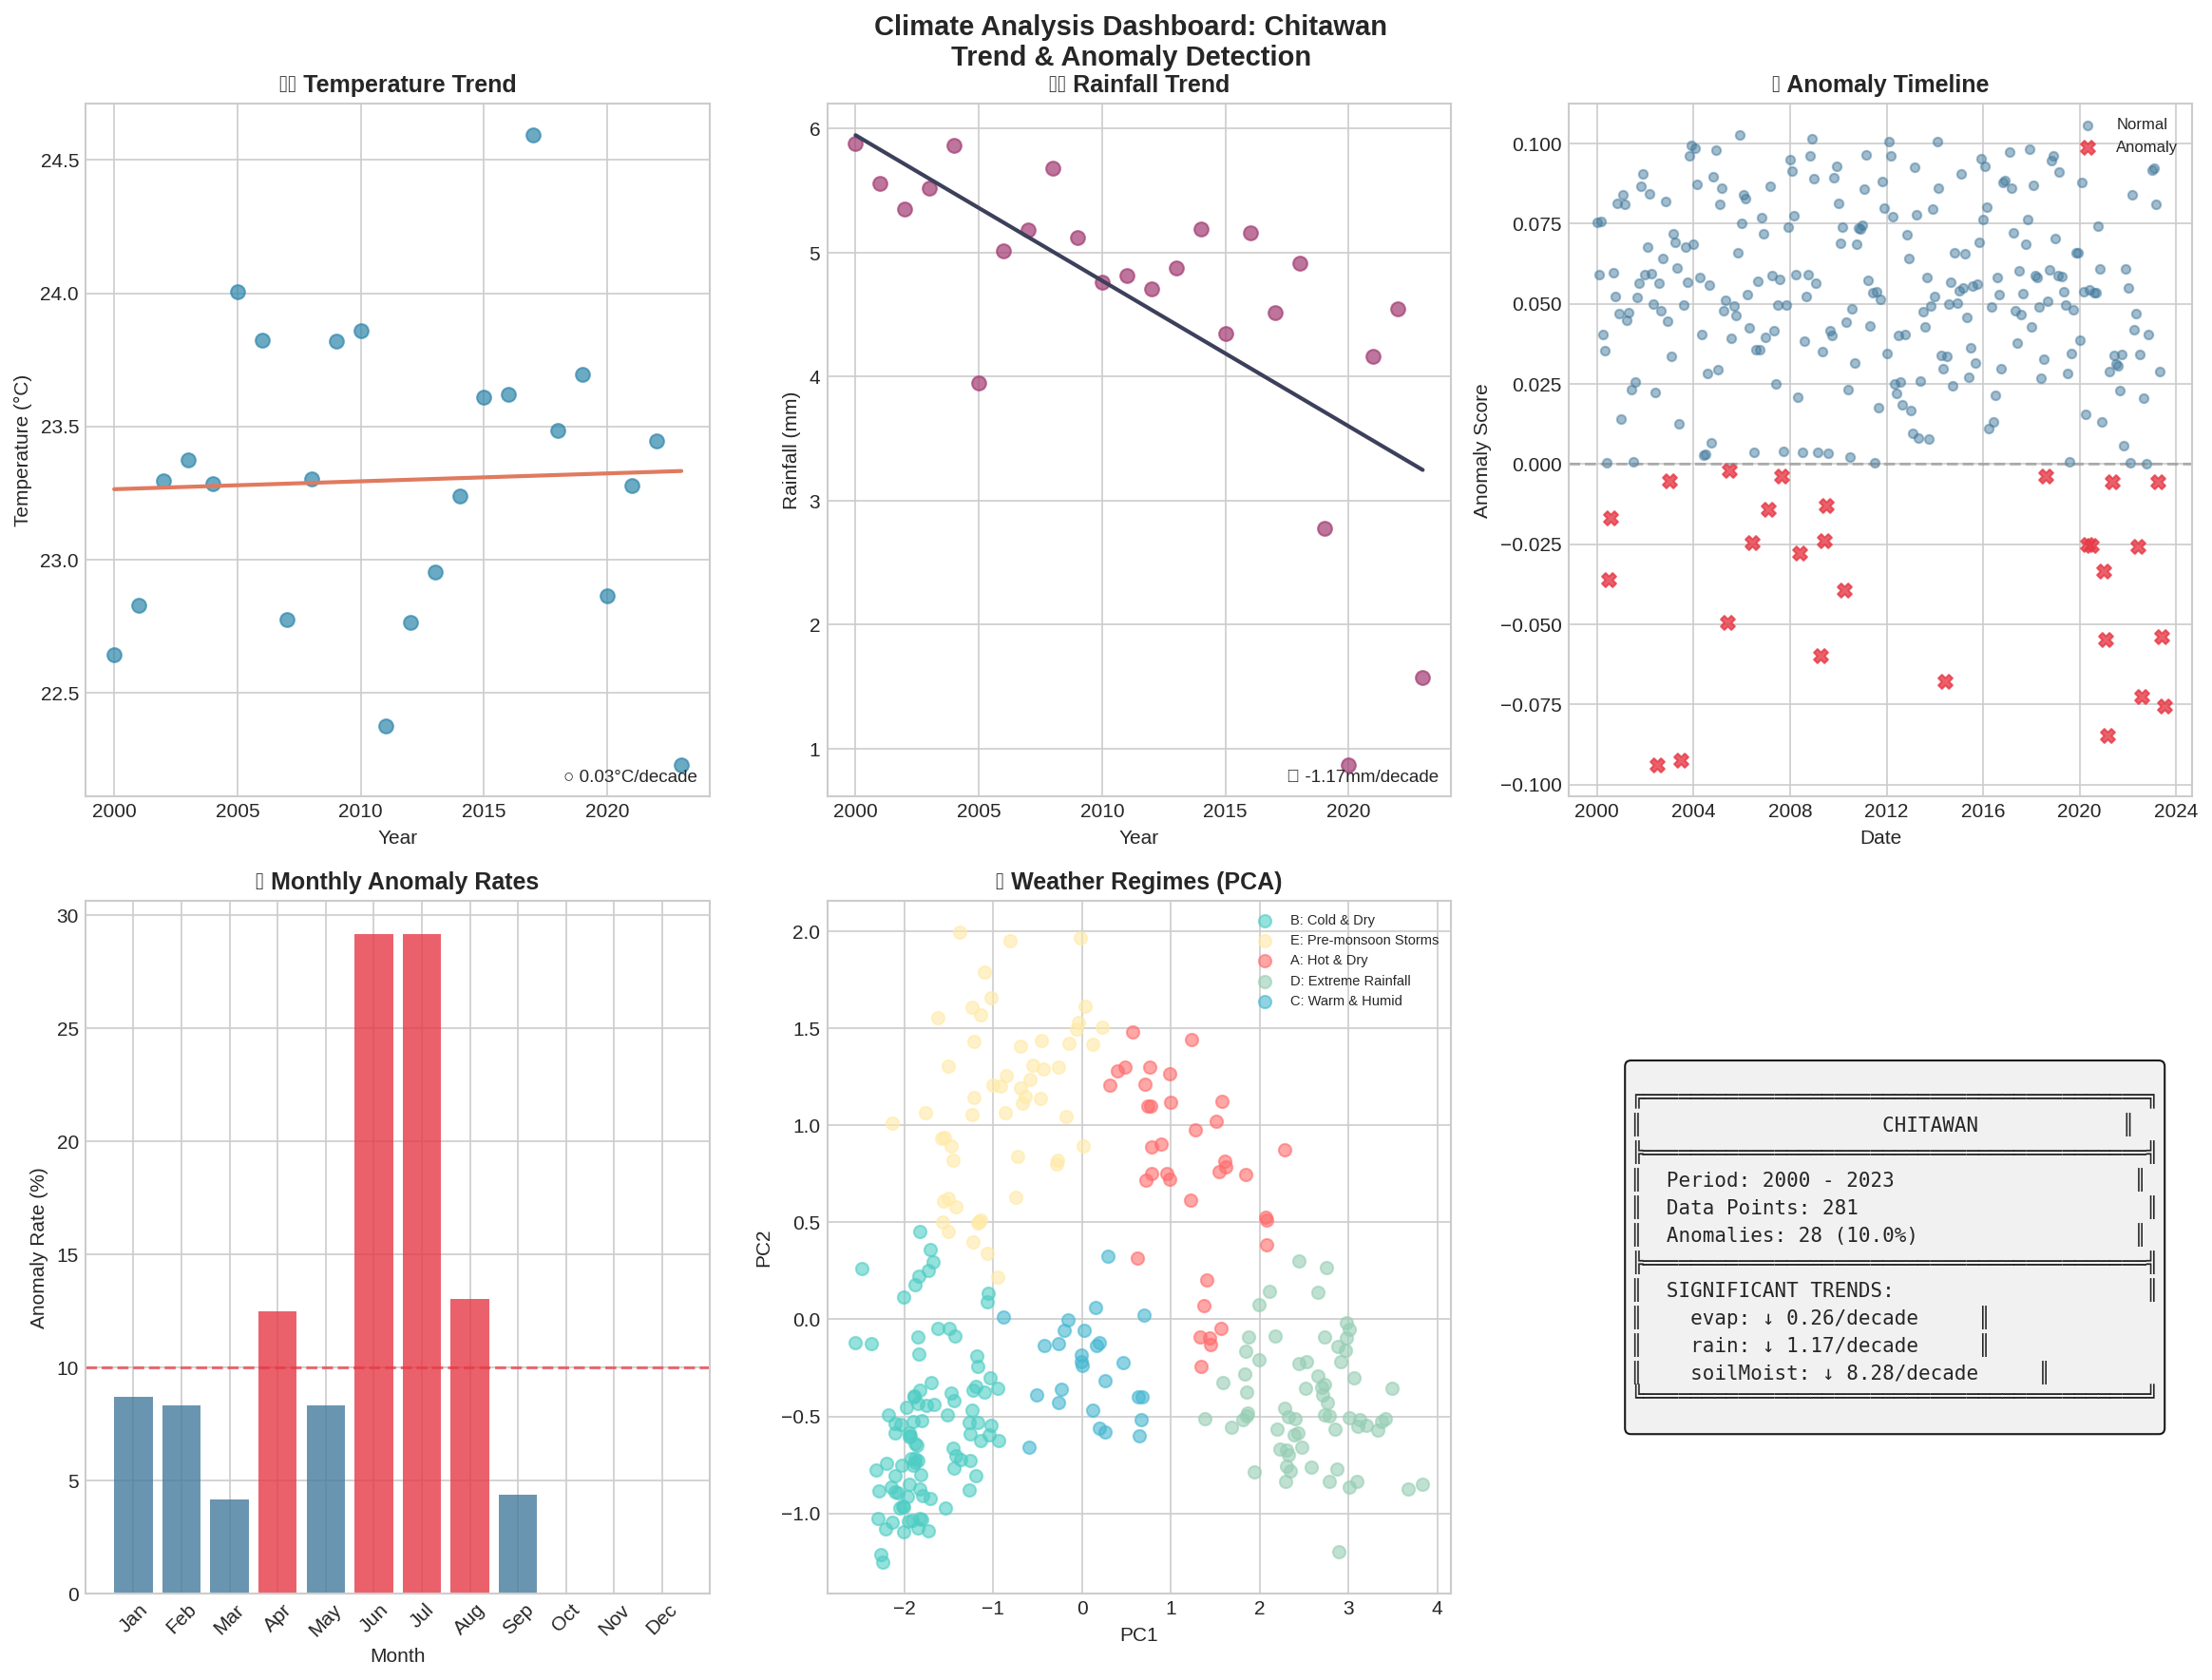 Climate Analysis Dashboard: Chitawan
Trend & Anomaly Detection
▯▯ Temperature Trend
Temperature (°C)
24.5
24.0
23.5
23.0
22.5
○ 0.03°C/decade
2000 2005 2010 2015 2020
Year
▯▯ Rainfall Trend
Rainfall (mm)
6
5
4
3
2
1
▯ -1.17mm/decade
2000 2005 2010 2015 2020
Year
▯ Anomaly Timeline
Normal
Anomaly
Anomaly Score
0.100
0.075
0.050
0.025
0.000
−0.025
−0.050
−0.075
−0.100
2000 2004 2008 2012 2016 2020 2024
Date
▯ Monthly Anomaly Rates
Anomaly Rate (%)
30
25
20
15
10
5
0
Jan Feb Mar Apr May Jun Jul Aug Sep Oct Nov Dec
Month
▯ Weather Regimes (PCA)
B: Cold & Dry
E: Pre-monsoon Storms
A: Hot & Dry
D: Extreme Rainfall
C: Warm & Humid
PC2
2.0
1.5
1.0
0.5
0.0
−0.5
−1.0
−2 −1 0 1 2 3 4
PC1
CHITAWAN
Period: 2000 - 2023
Data Points: 281
Anomalies: 28 (10.0%)
SIGNIFICANT TRENDS:
evap: ↓ 0.26/decade
rain: ↓ 1.17/decade
soilMoist: ↓ 8.28/decade